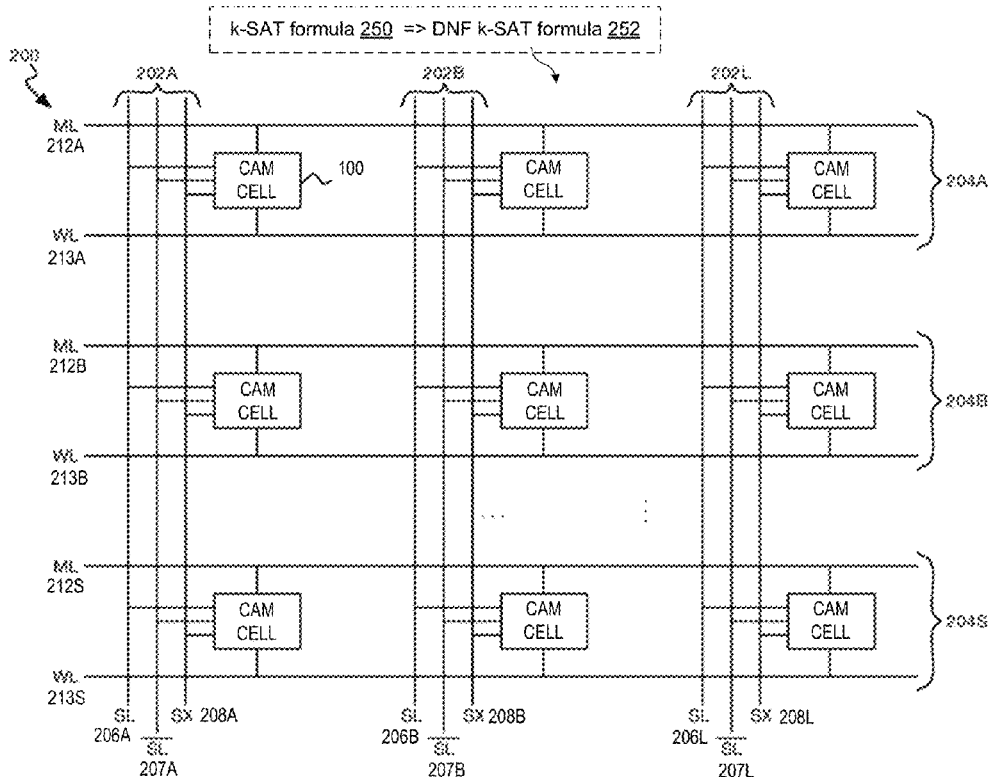 k-SAT formula 250 => DNF k-SAT formula 252
200
202A
202B
202L
ML
212A
CAM
CELL
100
CAM
CELL
CAM
CELL
204A
WL
213A
ML
212B
CAM
CELL
CAM
CELL
CAM
CELL
204B
WL
213B
...
⋮
ML
212S
CAM
CELL
CAM
CELL
CAM
CELL
204S
WL
213S
SL
206A
SX 208A
SL
206B
SX 208B
SL
206L
SX 208L
S̅L̅
207A
S̅L̅
207B
S̅L̅
207L